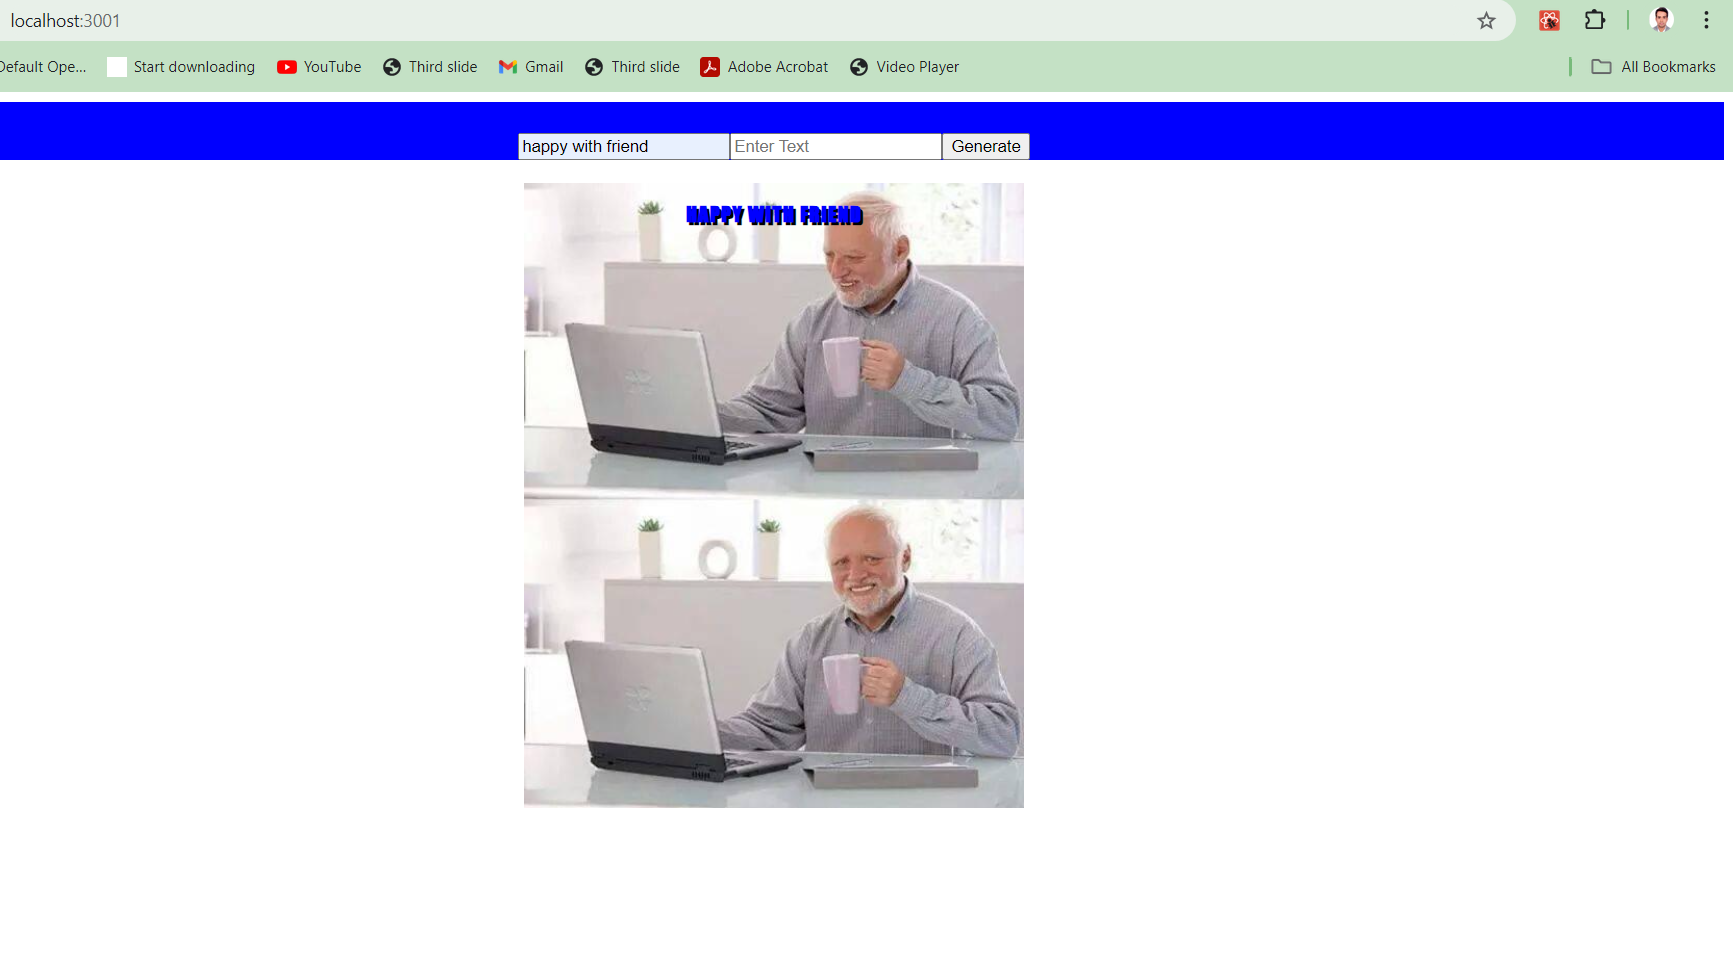 localhost:3001
Default Ope... Start downloading YouTube Third slide Gmail Third slide Adobe Acrobat Video Player All Bookmarks
happy with friend Enter Text Generate
HAPPY WITH FRIEND